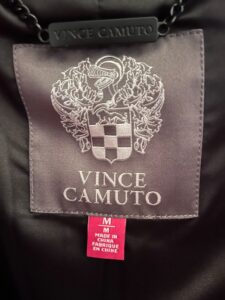 VINCE CAMUTO
VINCE
CAMUTO
M
M
MADE IN
CHINA
FABRIQUÉ
EN CHINE